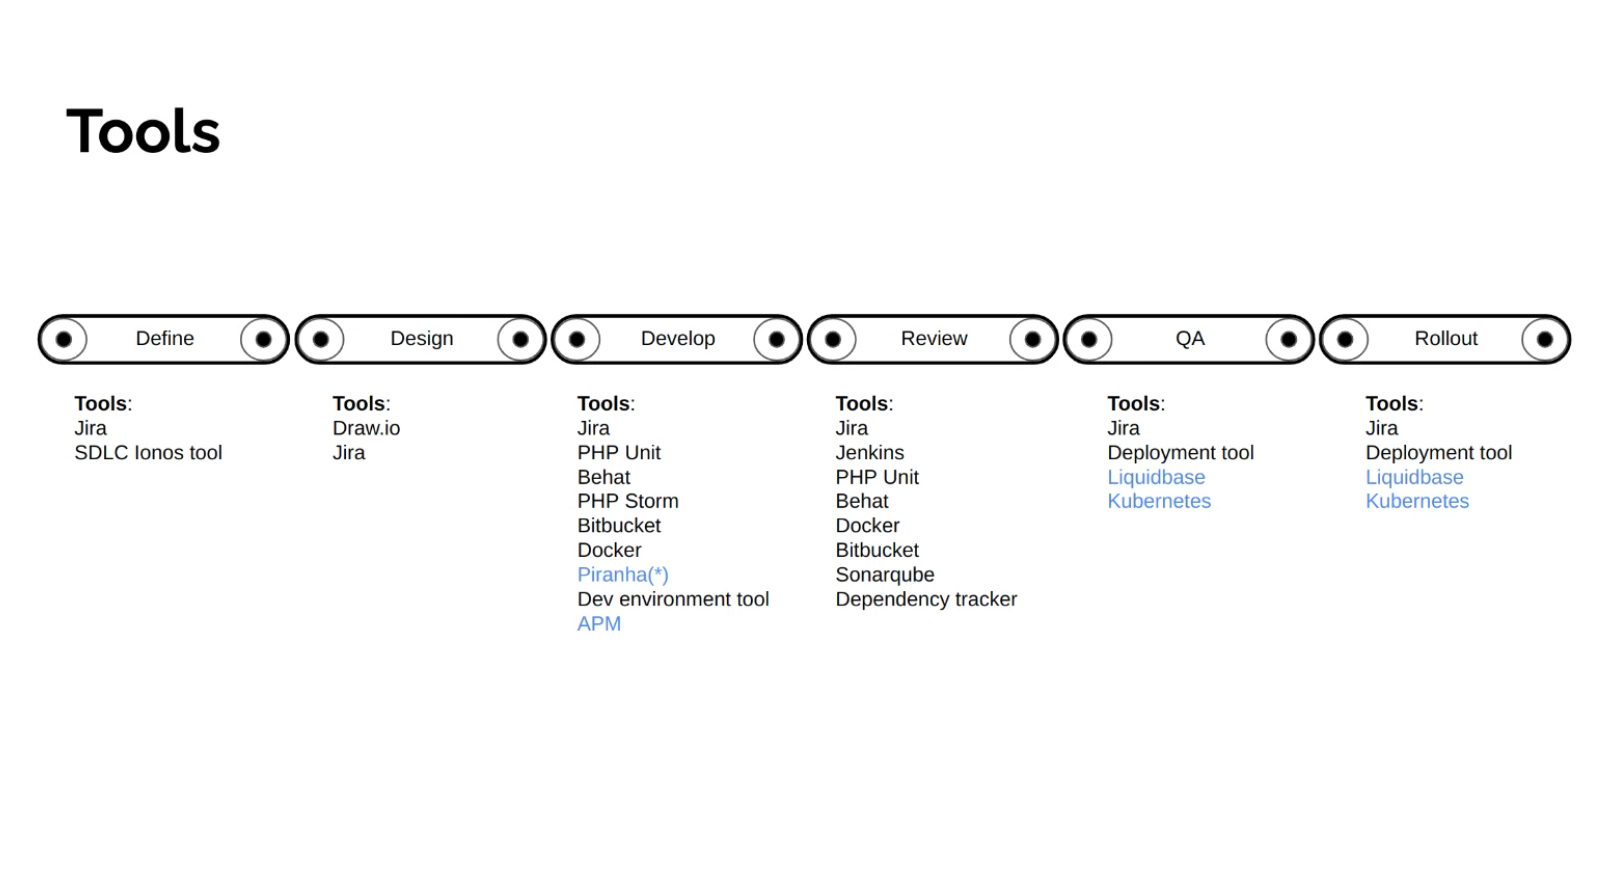 Tools
Define
Design
Develop
Review
QA
Rollout
Tools:
Jira
SDLC Ionos tool
Tools:
Draw.io
Jira
Tools:
Jira
PHP Unit
Behat
PHP Storm
Bitbucket
Docker
Piranha(*)
Dev environment tool
APM
Tools:
Jira
Jenkins
PHP Unit
Behat
Docker
Bitbucket
Sonarqube
Dependency tracker
Tools:
Jira
Deployment tool
Liquidbase
Kubernetes
Tools:
Jira
Deployment tool
Liquidbase
Kubernetes